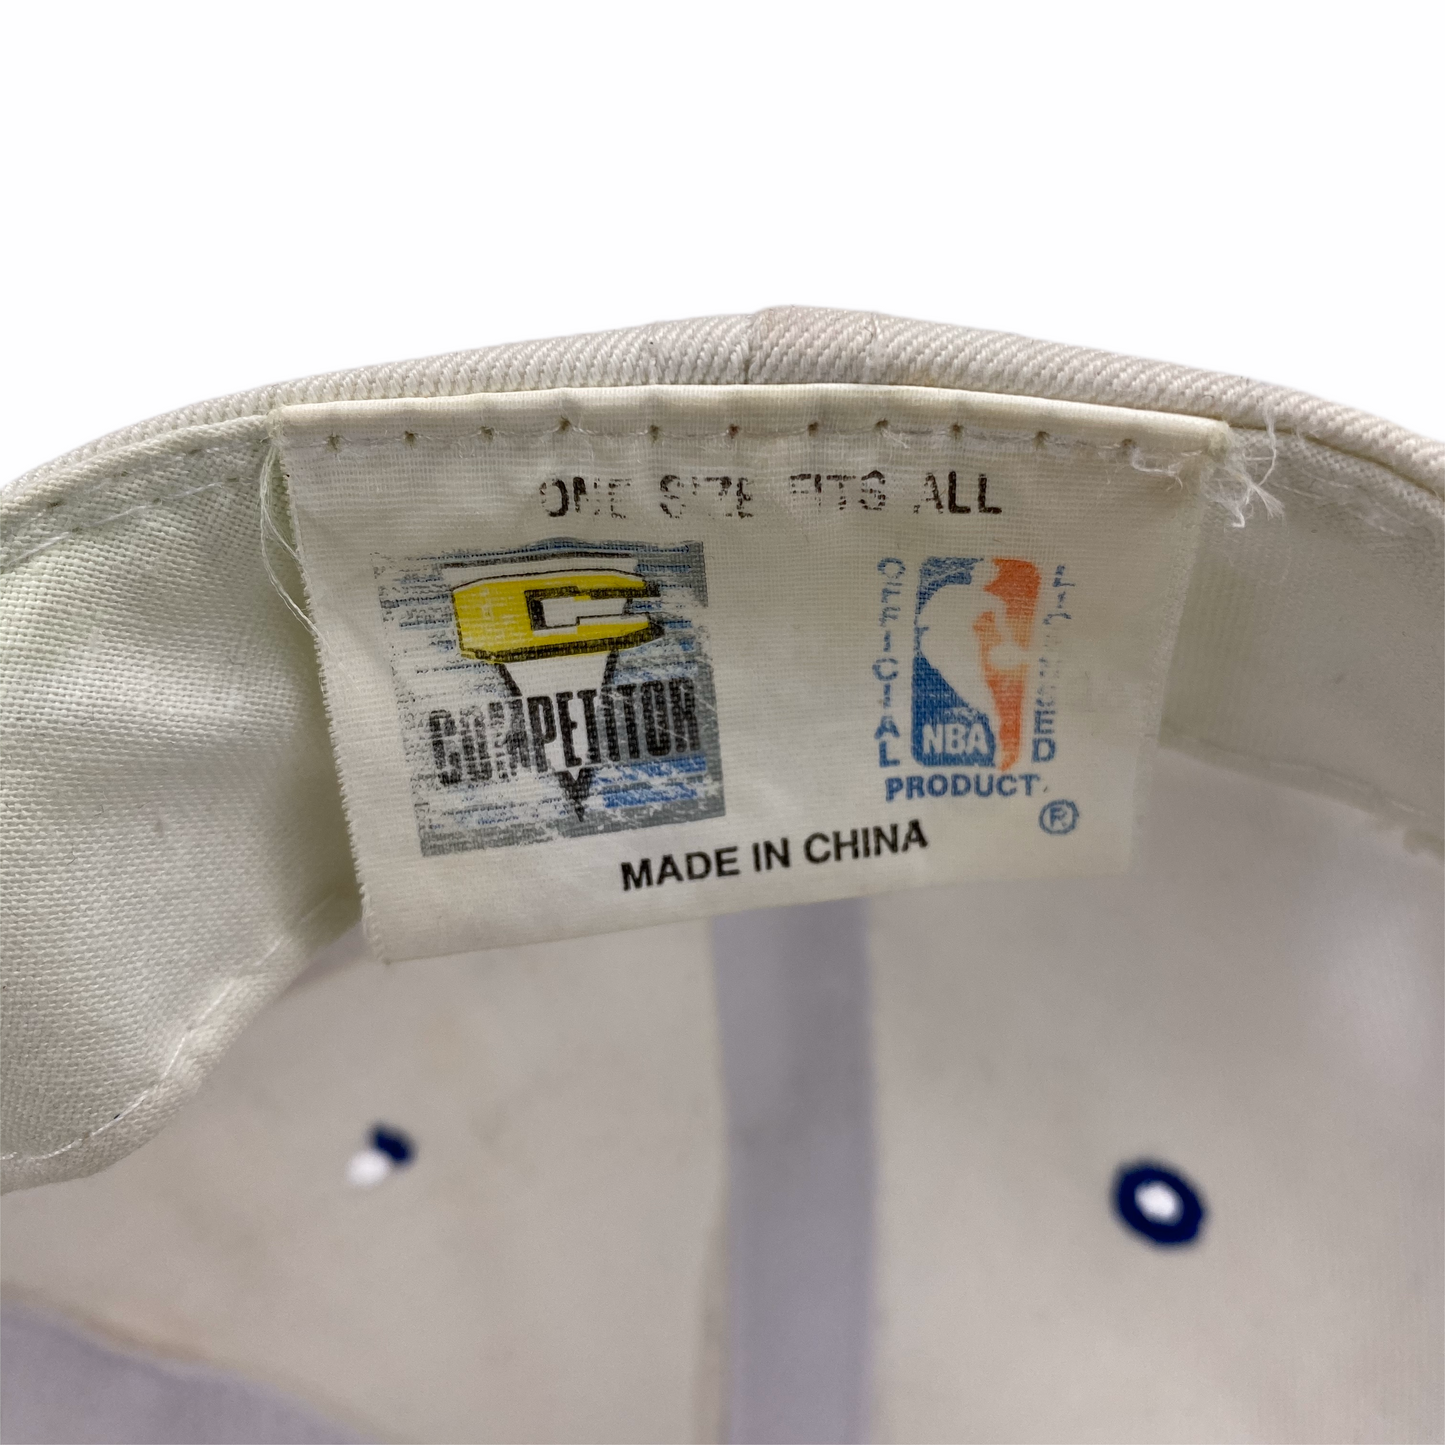 ONE SIZE FITS ALL
COMPETITOR
OFFICIAL
NBA
LICENSED
PRODUCT
®
MADE IN CHINA